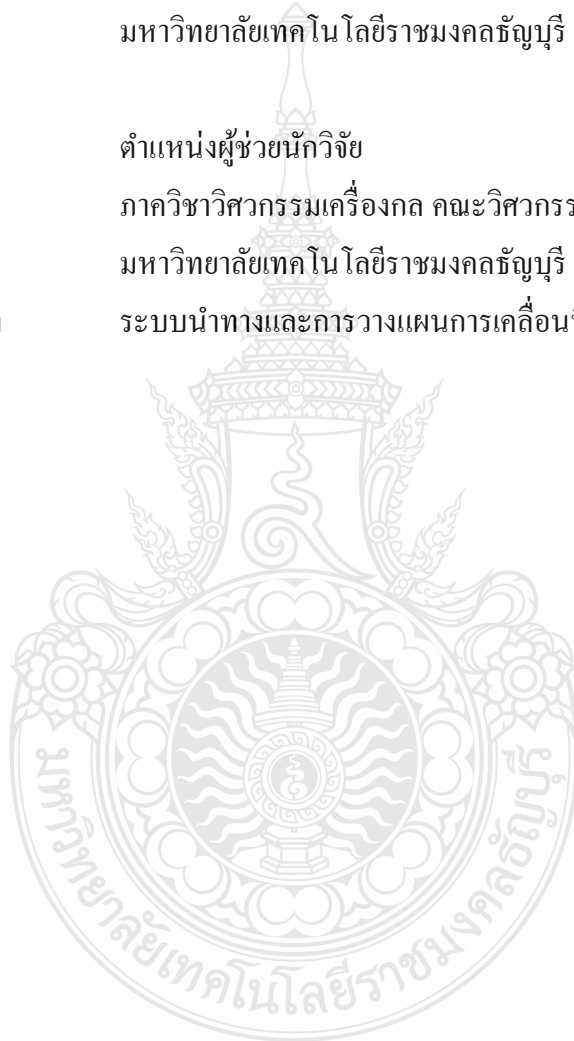 มหาวิทยาลัยเทคโนโลยีราชมงคลธัญบุรี
ตำแหน่งผู้ช่วยนักวิจัย
ภาควิชาวิศวกรรมเครื่องกล คณะวิศวกรร
มหาวิทยาลัยเทคโนโลยีราชมงคลธัญบุรี
ระบบนำทางและการวางแผนการเคลื่อน
มหาวิทยาลัยเทคโนโลยีราชมงคลธัญบุรี